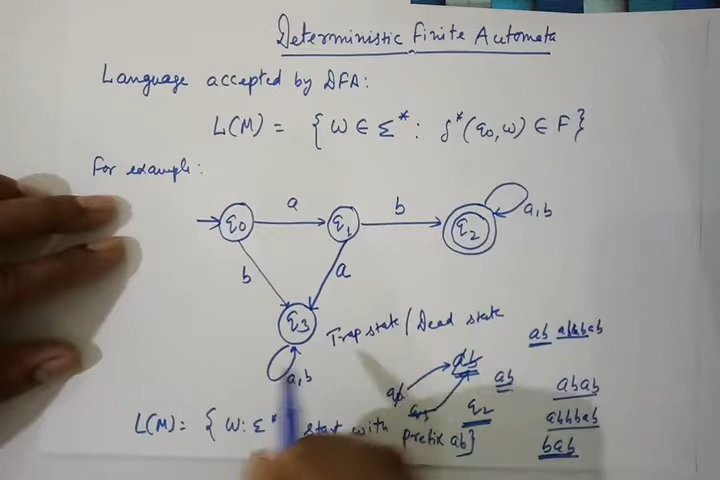 Deterministic Finite Automata
Language accepted by DFA:
L(M) = { W ∈ Σ* : δ*(q0, w) ∈ F }
For example:
q0 a q1 b q2 a,b
b a
q3 Trap state / Dead state
a,b
ab
ab
ab
q2
abab
abbbab
bab
L(M) = { W: Σ* start with prefix ab}